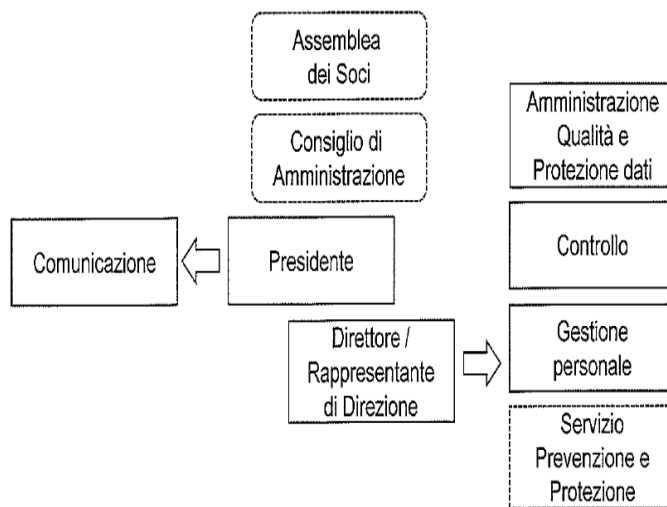 Assemblea
dei Soci
Consiglio di
Amministrazione
Amministrazione
Qualità e
Protezione dati
Comunicazione
Presidente
Controllo
Direttore /
Rappresentante
di Direzione
Gestione
personale
Servizio
Prevenzione e
Protezione